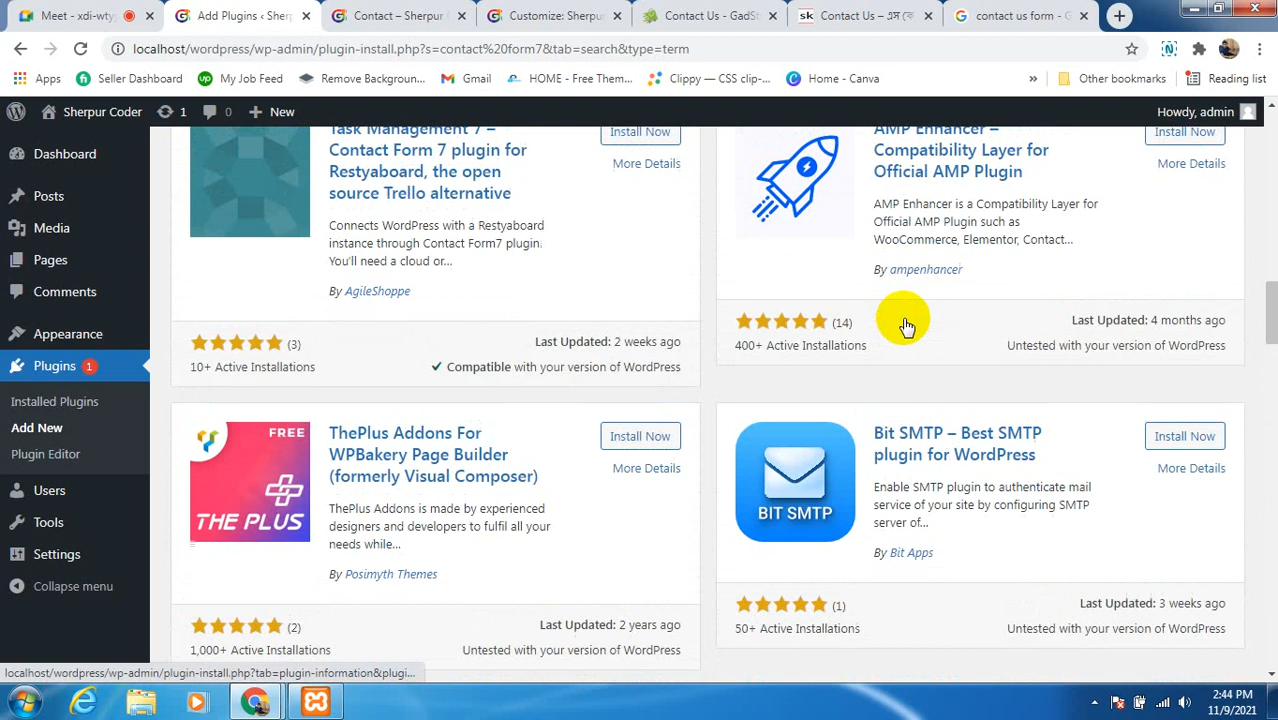 Meet - xdi-wty
Add Plugins ‹ Sherp
Contact – Sherpur
Customize: Sherpur
Contact Us - GadSt
Contact Us – এস কে
contact us form - G
localhost/wordpress/wp-admin/plugin-install.php?s=contact%20form7&tab=search&type=term
Apps
Seller Dashboard
My Job Feed
Remove Backgroun...
Gmail
HOME - Free Them...
Clippy — CSS clip-...
Home - Canva
»
Other bookmarks
Reading list
Sherpur Coder
1
0
+ New
Howdy, admin
Dashboard
Posts
Media
Pages
Comments
Appearance
Plugins 1
Installed Plugins
Add New
Plugin Editor
Users
Tools
Settings
Collapse menu
Task Management 7 –
Contact Form 7 plugin for
Restyaboard, the open
source Trello alternative
Install Now
More Details
Connects WordPress with a Restyaboard
instance through Contact Form7 plugin.
You'll need a cloud or...
By AgileShoppe
(3)
10+ Active Installations
Last Updated: 2 weeks ago
✓ Compatible with your version of WordPress
AMP Enhancer –
Compatibility Layer for
Official AMP Plugin
Install Now
More Details
AMP Enhancer is a Compatibility Layer for
Official AMP Plugin such as
WooCommerce, Elementor, Contact...
By ampenhancer
(14)
400+ Active Installations
Last Updated: 4 months ago
Untested with your version of WordPress
FREE
THE PLUS
ThePlus Addons For
WPBakery Page Builder
(formerly Visual Composer)
Install Now
More Details
ThePlus Addons is made by experienced
designers and developers to fulfil all your
needs while...
By Posimyth Themes
(2)
1,000+ Active Installations
Last Updated: 2 years ago
Untested with your version of WordPress
BIT SMTP
Bit SMTP – Best SMTP
plugin for WordPress
Install Now
More Details
Enable SMTP plugin to authenticate mail
service of your site by configuring SMTP
server of...
By Bit Apps
(1)
50+ Active Installations
Last Updated: 3 weeks ago
Untested with your version of WordPress
localhost/wordpress/wp-admin/plugin-install.php?tab=plugin-information&plugi...
2:44 PM
11/9/2021